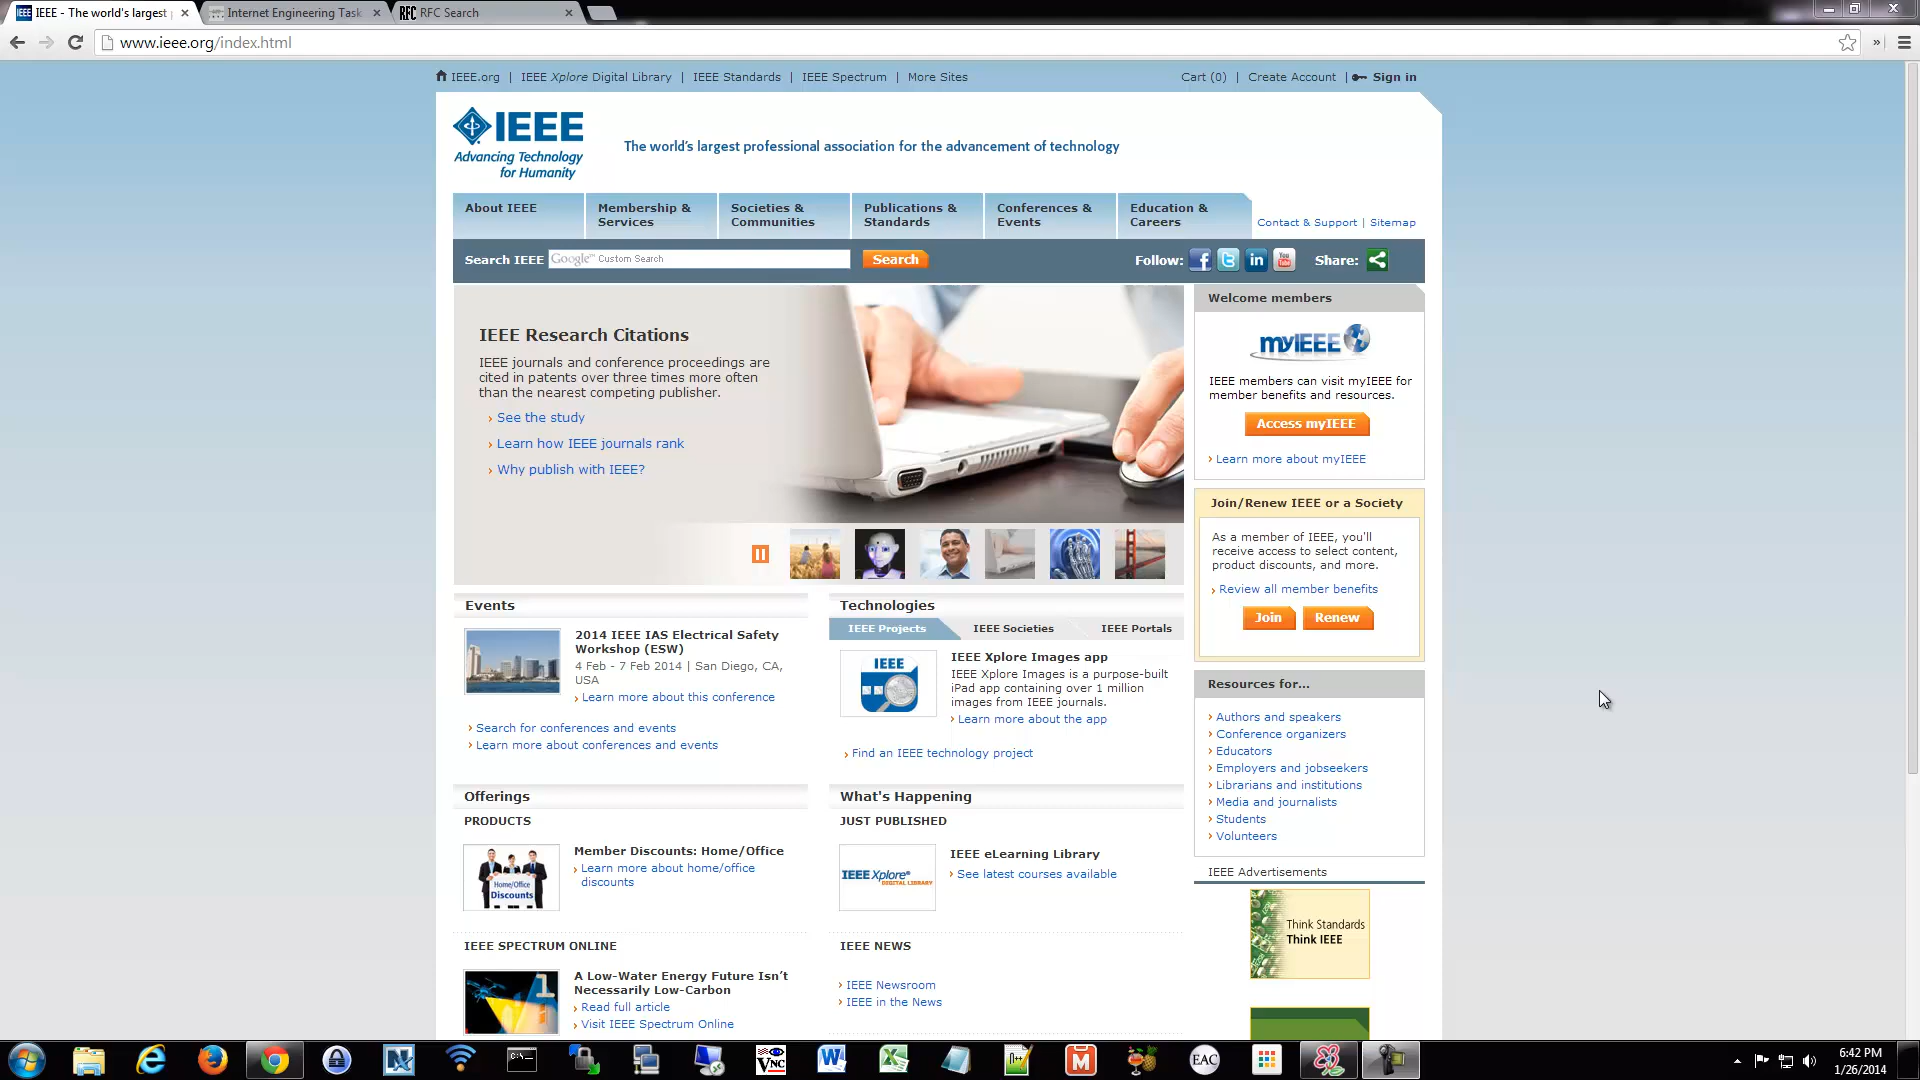 IEEE - The world's largest
Internet Engineering Task
RFC RFC Search
www.ieee.org/index.html
IEEE.org | IEEE Xplore Digital Library | IEEE Standards | IEEE Spectrum | More Sites
Cart (0) | Create Account | Sign in
IEEE
Advancing Technology
for Humanity
The world's largest professional association for the advancement of technology
About IEEE
Membership &
Services
Societies &
Communities
Publications &
Standards
Conferences &
Events
Education &
Careers
Contact & Support | Sitemap
Search IEEE Google™ Custom Search Search
Follow: f t in You Tube Share:
IEEE Research Citations
IEEE journals and conference proceedings are
cited in patents over three times more often
than the nearest competing publisher.
See the study
Learn how IEEE journals rank
Why publish with IEEE?
Welcome members
myIEEE
IEEE members can visit myIEEE for
member benefits and resources.
Access myIEEE
Learn more about myIEEE
Join/Renew IEEE or a Society
As a member of IEEE, you'll
receive access to select content,
product discounts, and more.
Review all member benefits
Join Renew
Resources for...
Authors and speakers
Conference organizers
Educators
Employers and jobseekers
Librarians and institutions
Media and journalists
Students
Volunteers
IEEE Advertisements
Think Standards
Think IEEE
Events
2014 IEEE IAS Electrical Safety
Workshop (ESW)
4 Feb - 7 Feb 2014 | San Diego, CA,
USA
Learn more about this conference
Search for conferences and events
Learn more about conferences and events
Technologies
IEEE Projects IEEE Societies IEEE Portals
IEEE
IEEE Xplore Images app
IEEE Xplore Images is a purpose-built
iPad app containing over 1 million
images from IEEE journals.
Learn more about the app
Find an IEEE technology project
Offerings
PRODUCTS
Home/Office
Discounts
Member Discounts: Home/Office
Learn more about home/office
discounts
IEEE SPECTRUM ONLINE
A Low-Water Energy Future Isn't
Necessarily Low-Carbon
Read full article
Visit IEEE Spectrum Online
What's Happening
JUST PUBLISHED
IEEE Xplore®
DIGITAL LIBRARY
IEEE eLearning Library
See latest courses available
IEEE NEWS
IEEE Newsroom
IEEE in the News
VNC
EAC
6:42 PM
1/26/2014